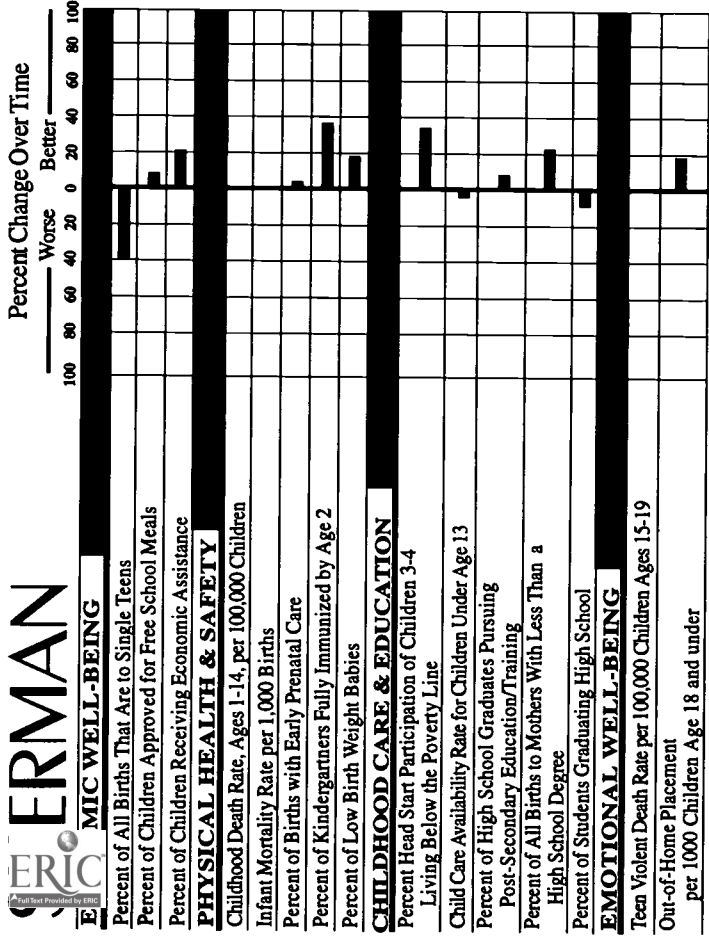 ERMAN
Percent Change Over Time
Worse Better
100 80 60 40 20 0 20 40 60 80 100
MIC WELL-BEING
Percent of All Births That Are to Single Teens
Percent of Children Approved for Free School Meals
Percent of Children Receiving Economic Assistance
PHYSICAL HEALTH & SAFETY
Childhood Death Rate, Ages 1-14, per 100,000 Children
Infant Mortality Rate per 1,000 Births
Percent of Births with Early Prenatal Care
Percent of Kindergartners Fully Immunized by Age 2
Percent of Low Birth Weight Babies
CHILDHOOD CARE & EDUCATION
Percent Head Start Participation of Children 3-4
Living Below the Poverty Line
Child Care Availability Rate for Children Under Age 13
Percent of High School Graduates Pursuing
Post-Secondary Education/Training
Percent of All Births to Mothers With Less Than a
High School Degree
Percent of Students Graduating High School
EMOTIONAL WELL-BEING
Teen Violent Death Rate per 100,000 Children Ages 15-19
Out-of-Home Placement
per 1000 Children Age 18 and under
ERIC
Full Text Provided by ERIC